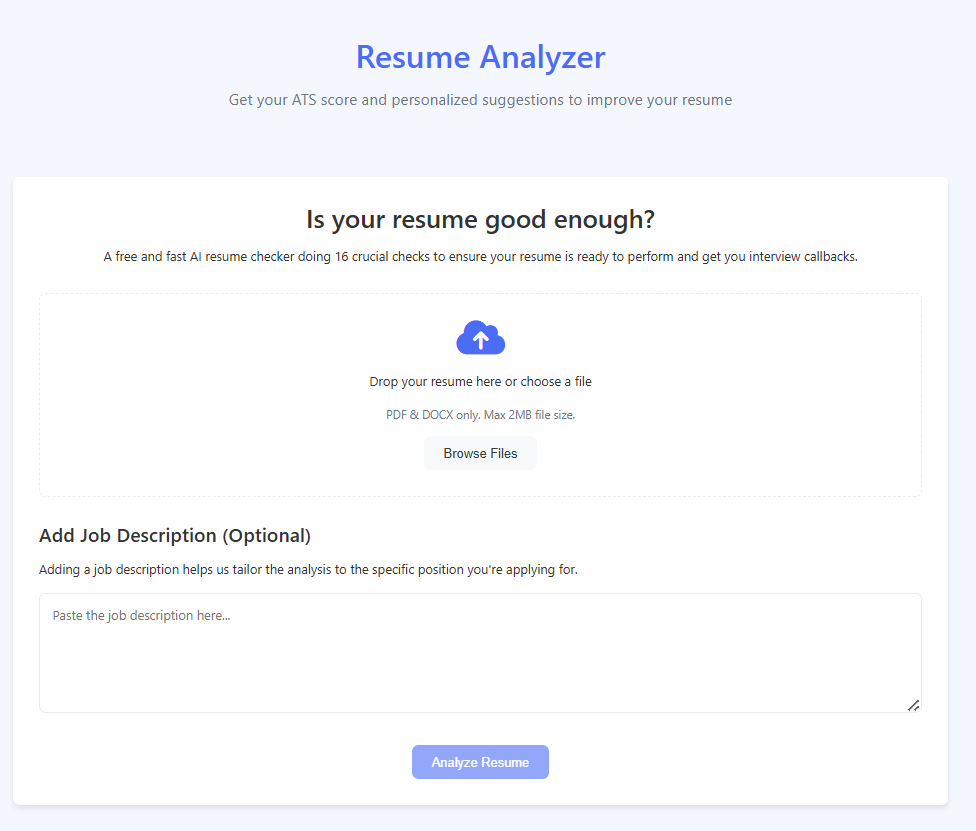 Resume Analyzer
Get your ATS score and personalized suggestions to improve your resume
Is your resume good enough?
A free and fast AI resume checker doing 16 crucial checks to ensure your resume is ready to perform and get you interview callbacks.
Drop your resume here or choose a file
PDF & DOCX only. Max 2MB file size.
Browse Files
Add Job Description (Optional)
Adding a job description helps us tailor the analysis to the specific position you're applying for.
Paste the job description here...
Analyze Resume